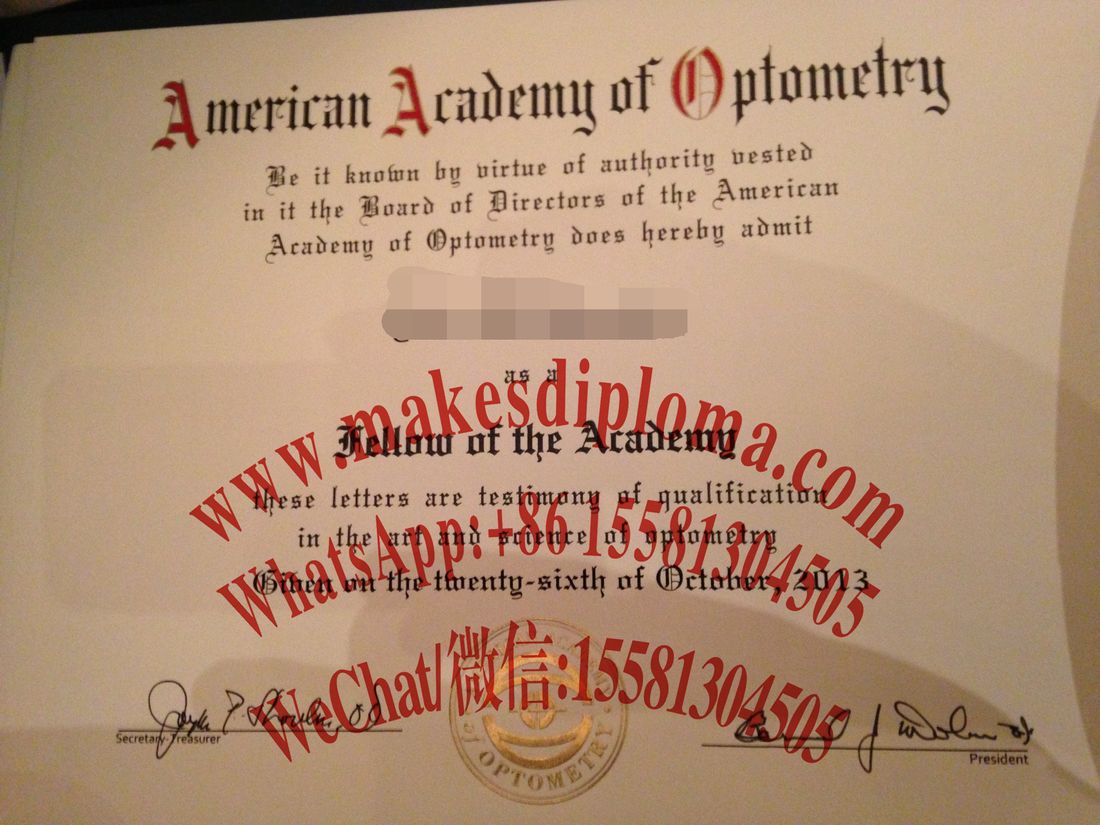 American Academy of Optometry
Be it known by virtue of authority vested
in it the Board of Directors of the American
Academy of Optometry does hereby admit
as a
www.makesdiploma.com
Fellow of the Academy
these letters are testimony of qualification
in the art and science of optometry
WhatsApp:+86 15581304505
Given on the twenty-sixth of October, 2013
WeChat/微信:15581304505
of OPTOMETRY
Secretary-Treasurer
President